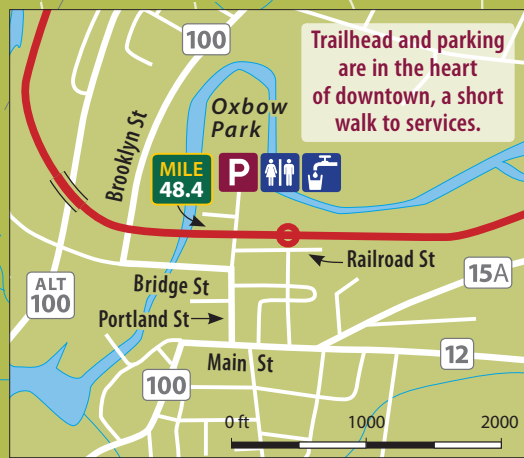 100
Trailhead and parking
are in the heart
of downtown, a short
walk to services.
Oxbow
Park
Brooklyn St
MILE
48.4
P
Railroad St
ALT
100
Bridge St
15A
Portland St
Main St
12
100
0 ft 1000 2000